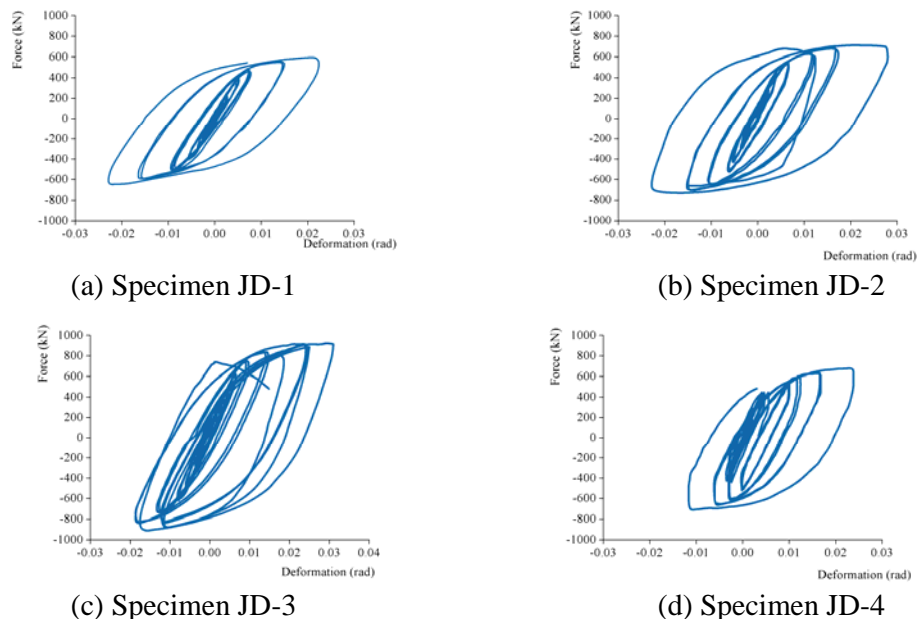 Force (kN)
1000
800
600
400
200
0
-200
-400
-600
-800
-1000
-0.03 -0.02 -0.01 0.00 0.01 0.02 0.03
Deformation (rad)
(a) Specimen JD-1
Force (kN)
1000
800
600
400
200
0
-200
-400
-600
-800
-1000
-0.03 -0.02 -0.01 0.00 0.01 0.02 0.03
Deformation (rad)
(b) Specimen JD-2
Force (kN)
1000
800
600
400
200
0
-200
-400
-600
-800
-1000
-0.03 -0.02 -0.01 0.00 0.01 0.02 0.03 0.04
Deformation (rad)
(c) Specimen JD-3
Force (kN)
1000
800
600
400
200
0
-200
-400
-600
-800
-1000
-0.03 -0.02 -0.01 0.00 0.01 0.02 0.03
Deformation (rad)
(d) Specimen JD-4